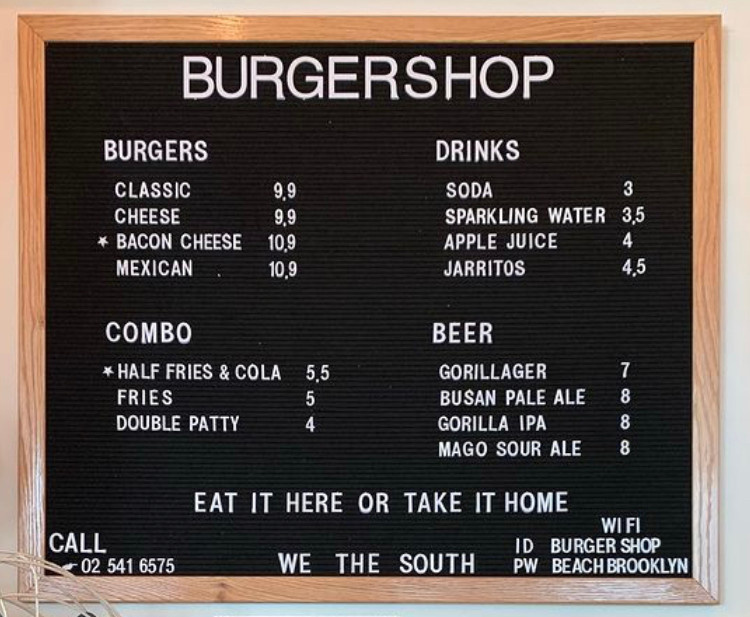 BURGERSHOP
BURGERS
CLASSIC 9,9
CHEESE 9,9
* BACON CHEESE 10,9
MEXICAN 10,9
DRINKS
SODA 3
SPARKLING WATER 3,5
APPLE JUICE 4
JARRITOS 4,5
COMBO
* HALF FRIES & COLA 5,5
FRIES 5
DOUBLE PATTY 4
BEER
GORILLAGER 7
BUSAN PALE ALE 8
GORILLA IPA 8
MAGO SOUR ALE 8
EAT IT HERE OR TAKE IT HOME
CALL
02 541 6575
WE THE SOUTH
WIFI
ID BURGER SHOP
PW BEACHBROOKLYN